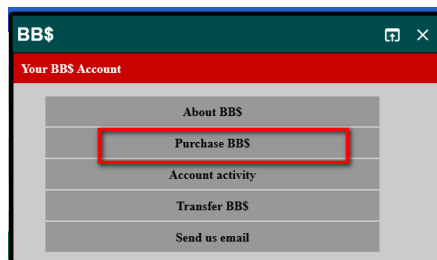 BB$
Your BB$ Account
About BB$
Purchase BB$
Account activity
Transfer BB$
Send us email